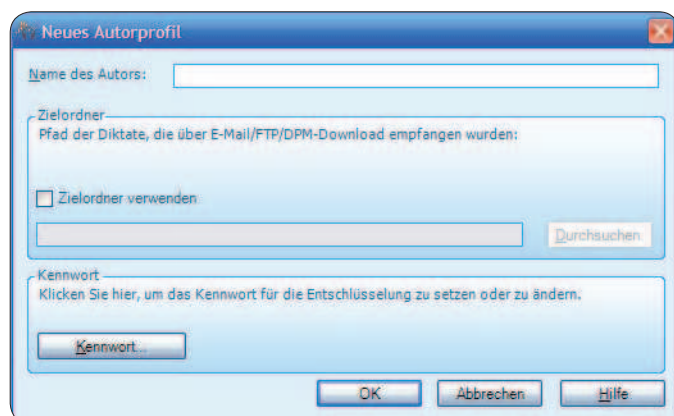 Neues Autorprofil
Name des Autors:
Zielordner
Pfad der Diktate, die über E-Mail/FTP/DPM-Download empfangen wurden:
Zielordner verwenden
Durchsuchen
Kennwort
Klicken Sie hier, um das Kennwort für die Entschlüsselung zu setzen oder zu ändern.
Kennwort...
OK Abbrechen Hilfe